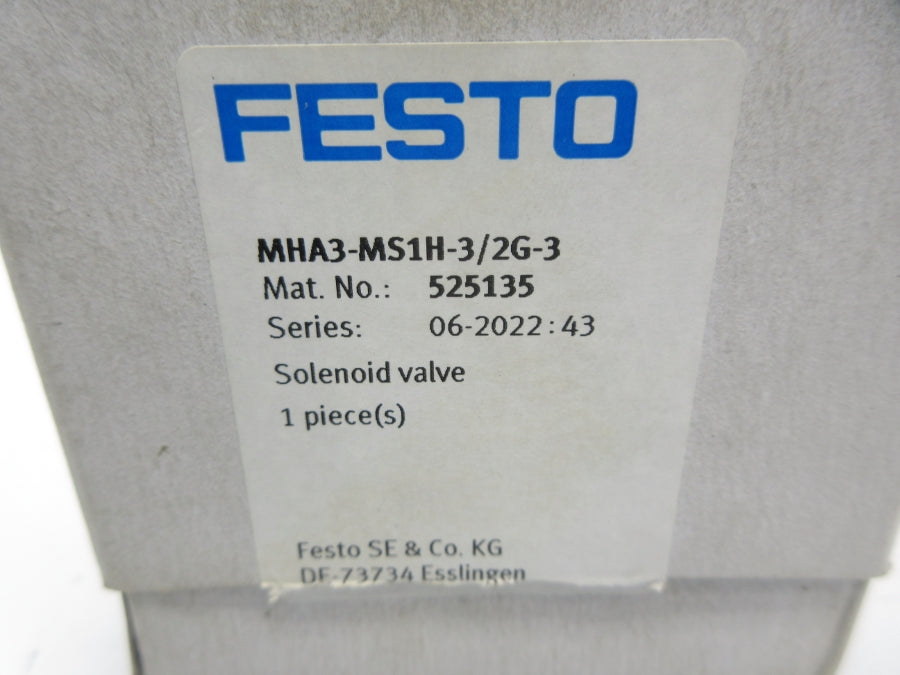 FESTO
MHA3-MS1H-3/2G-3
Mat. No.: 525135
Series: 06-2022:43
Solenoid valve
1 piece(s)
Festo SE & Co. KG
DE-73734 Esslingen